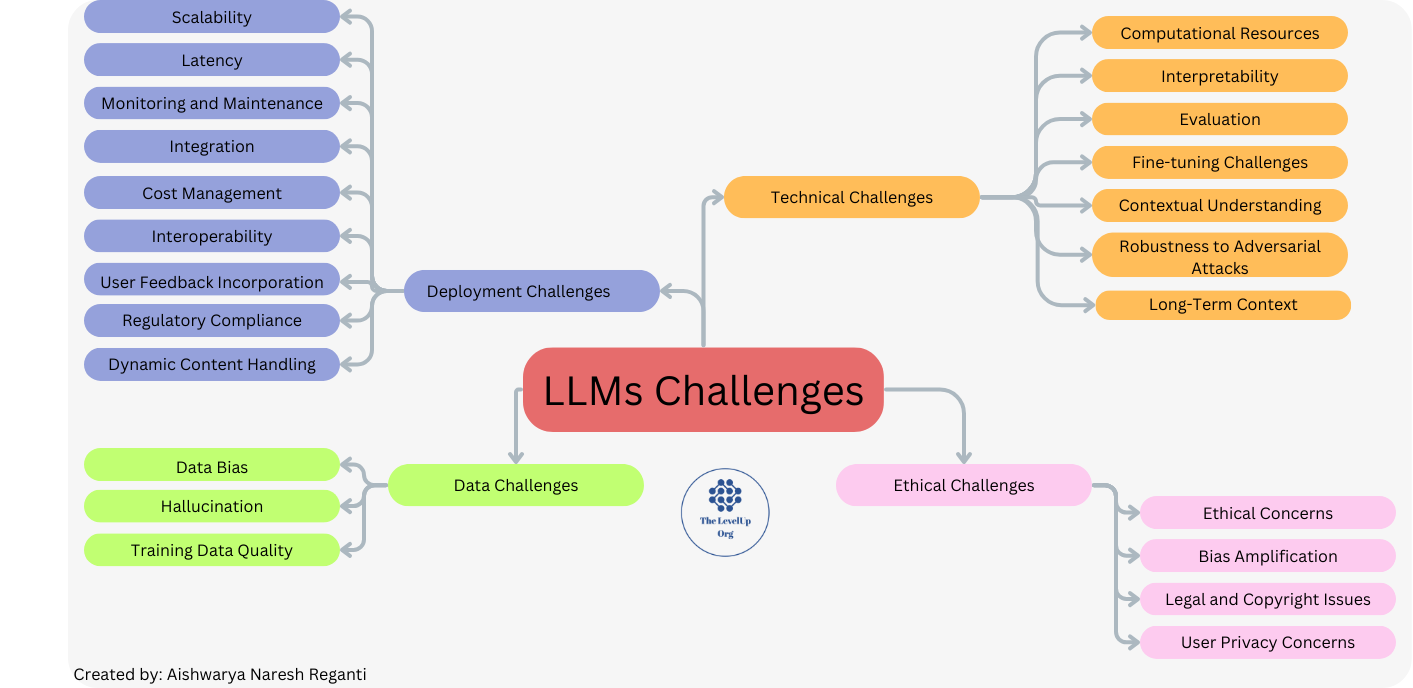 Scalability
Latency
Monitoring and Maintenance
Integration
Cost Management
Interoperability
User Feedback Incorporation
Regulatory Compliance
Dynamic Content Handling
Deployment Challenges
Computational Resources
Interpretability
Evaluation
Fine-tuning Challenges
Contextual Understanding
Robustness to Adversarial
Attacks
Long-Term Context
Technical Challenges
LLMs Challenges
Data Bias
Hallucination
Training Data Quality
Data Challenges
The LevelUp
Org
Ethical Challenges
Ethical Concerns
Bias Amplification
Legal and Copyright Issues
User Privacy Concerns
Created by: Aishwarya Naresh Reganti